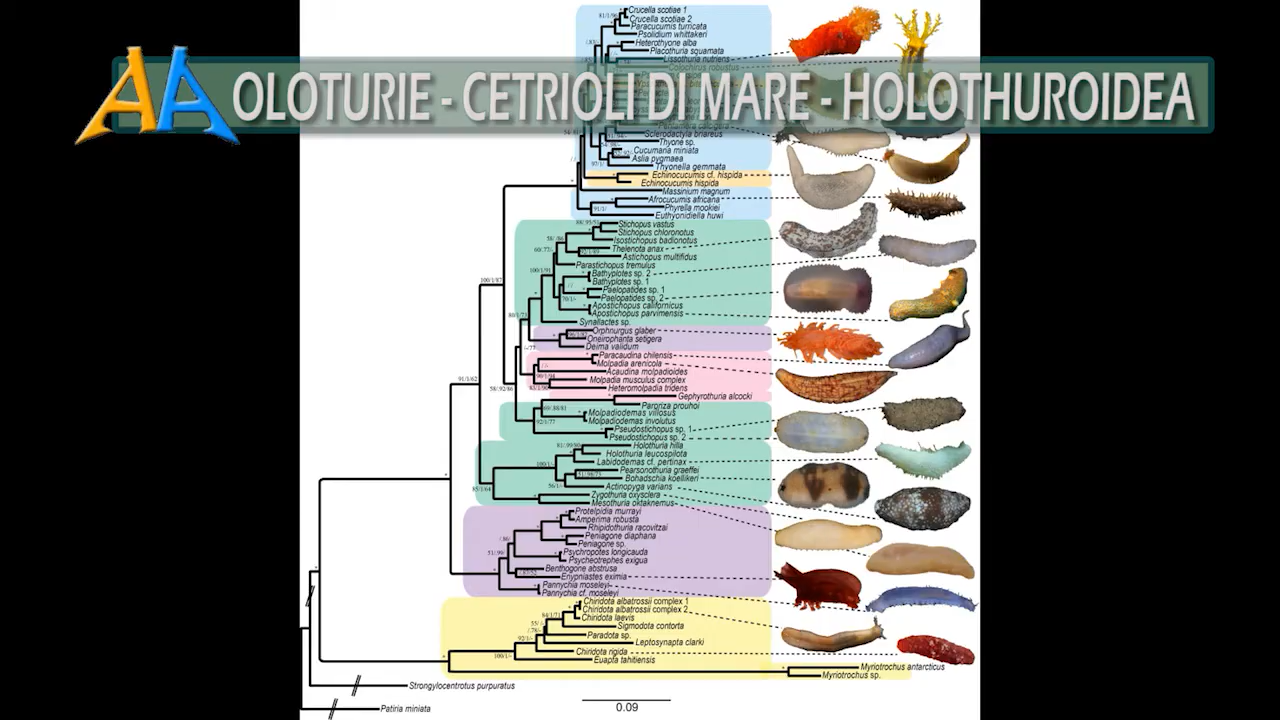 Crucella scotiae 1
Crucella scotiae 2
Paracucumis turricata
Psolidium whittakeri
Heterothyone alba
Placothuria squamata
Lissothuria nutriens
Colochirus robustus
AA OLOTURIE - CETRIOLI DI MARE - HOLOTHUROIDEA
Pentamera calcigera
Sclerodactyla briareus
Thyone sp.
Cucumaria miniata
Aslia pygmaea
Thyonella gemmata
Echinocucumis cf. hispida
Echinocucumis hispida
Massinium magnum
Afrocucumis africana
Phyrella mookiei
Euthyonidiella huwi
Stichopus vastus
Stichopus chloronotus
Isostichopus badionotus
Thelenota anax
Astichopus multifidus
Parastichopus tremulus
Bathyplotes sp. 2
Bathyplotes sp. 1
Paelopatides sp. 1
Paelopatides sp. 2
Apostichopus californicus
Apostichopus parvimensis
Synallactes sp.
Orphnurgus glaber
Oneirophanta setigera
Deima validum
Paracaudina chilensis
Molpadia arenicola
Acaudina molpadioides
Molpadia musculus complex
Heteromolpadia tridens
Gephyrothuria alcocki
Paroriza prouhoi
Molpadiodemas villosus
Molpadiodemas involutus
Pseudostichopus sp. 1
Pseudostichopus sp. 2
Holothuria hilla
Holothuria leucospilota
Labidodemas cf. pertinax
Pearsonothuria graeffei
Bohadschia koellikeri
Actinopyga varians
Zygothuria oxysclera
Mesothuria oktaknemus
Protelpidia murrayi
Amperima robusta
Rhipidothuria racovitzai
Peniagone diaphana
Peniagone sp.
Psychropotes longicauda
Psycheotrephes exigua
Benthogone abstrusa
Enypniastes eximia
Pannychia moseleyi
Pannychia cf. moseleyi
Chiridota albatrossii complex 1
Chiridota albatrossii complex 2
Chiridota laevis
Sigmodota contorta
Paradota sp.
Leptosynapta clarki
Chiridota rigida
Euapta tahitiensis
Myriotrochus antarcticus
Myriotrochus sp.
Strongylocentrotus purpuratus
Patiria miniata
0.09